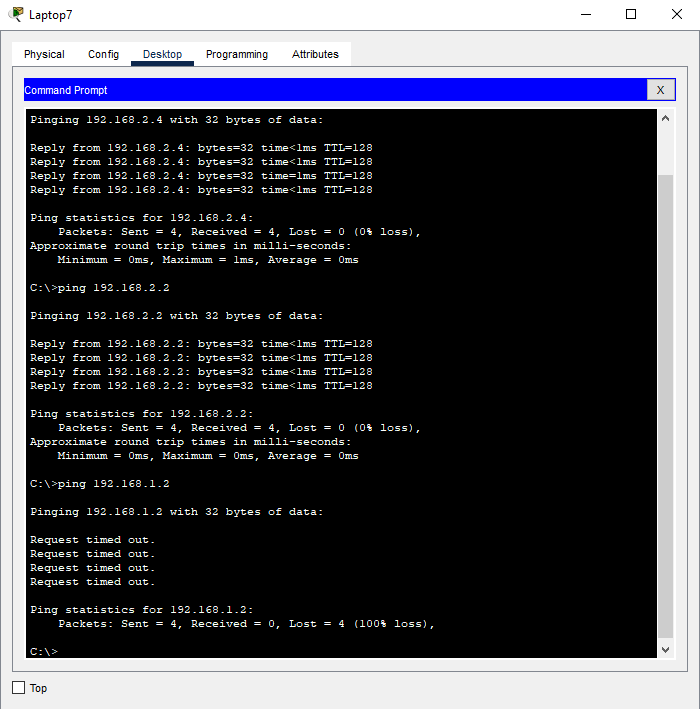 Laptop7
Physical Config Desktop Programming Attributes
Command Prompt X
Pinging 192.168.2.4 with 32 bytes of data:
Reply from 192.168.2.4: bytes=32 time<1ms TTL=128
Reply from 192.168.2.4: bytes=32 time<1ms TTL=128
Reply from 192.168.2.4: bytes=32 time=1ms TTL=128
Reply from 192.168.2.4: bytes=32 time<1ms TTL=128
Ping statistics for 192.168.2.4:
Packets: Sent = 4, Received = 4, Lost = 0 (0% loss),
Approximate round trip times in milli-seconds:
Minimum = 0ms, Maximum = 1ms, Average = 0ms
C:\>ping 192.168.2.2
Pinging 192.168.2.2 with 32 bytes of data:
Reply from 192.168.2.2: bytes=32 time<1ms TTL=128
Reply from 192.168.2.2: bytes=32 time<1ms TTL=128
Reply from 192.168.2.2: bytes=32 time<1ms TTL=128
Reply from 192.168.2.2: bytes=32 time<1ms TTL=128
Ping statistics for 192.168.2.2:
Packets: Sent = 4, Received = 4, Lost = 0 (0% loss),
Approximate round trip times in milli-seconds:
Minimum = 0ms, Maximum = 0ms, Average = 0ms
C:\>ping 192.168.1.2
Pinging 192.168.1.2 with 32 bytes of data:
Request timed out.
Request timed out.
Request timed out.
Request timed out.
Ping statistics for 192.168.1.2:
Packets: Sent = 4, Received = 0, Lost = 4 (100% loss),
C:\>
Top